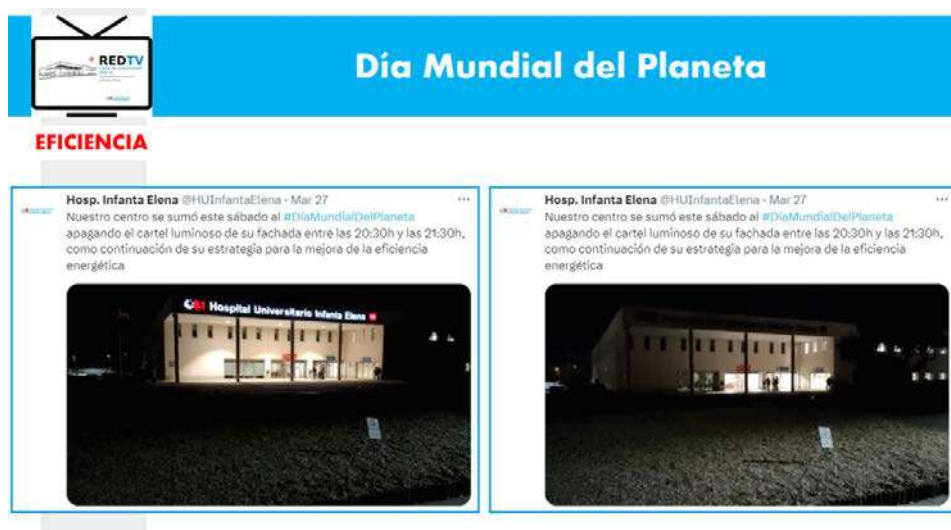 REDTV
Día Mundial del Planeta
EFICIENCIA
Hosp. Infanta Elena @HUInfantaElena - Mar 27
Nuestro centro se sumó este sábado al #DíaMundialDelPlaneta
apagando el cartel luminoso de su fachada entre las 20:30h y las 21:30h,
como continuación de su estrategia para la mejora de la eficiencia
energética
Hospital Universitario Infanta Elena
Hosp. Infanta Elena @HUInfantaElena - Mar 27
Nuestro centro se sumó este sábado al #DíaMundialDelPlaneta
apagando el cartel luminoso de su fachada entre las 20:30h y las 21:30h,
como continuación de su estrategia para la mejora de la eficiencia
energética